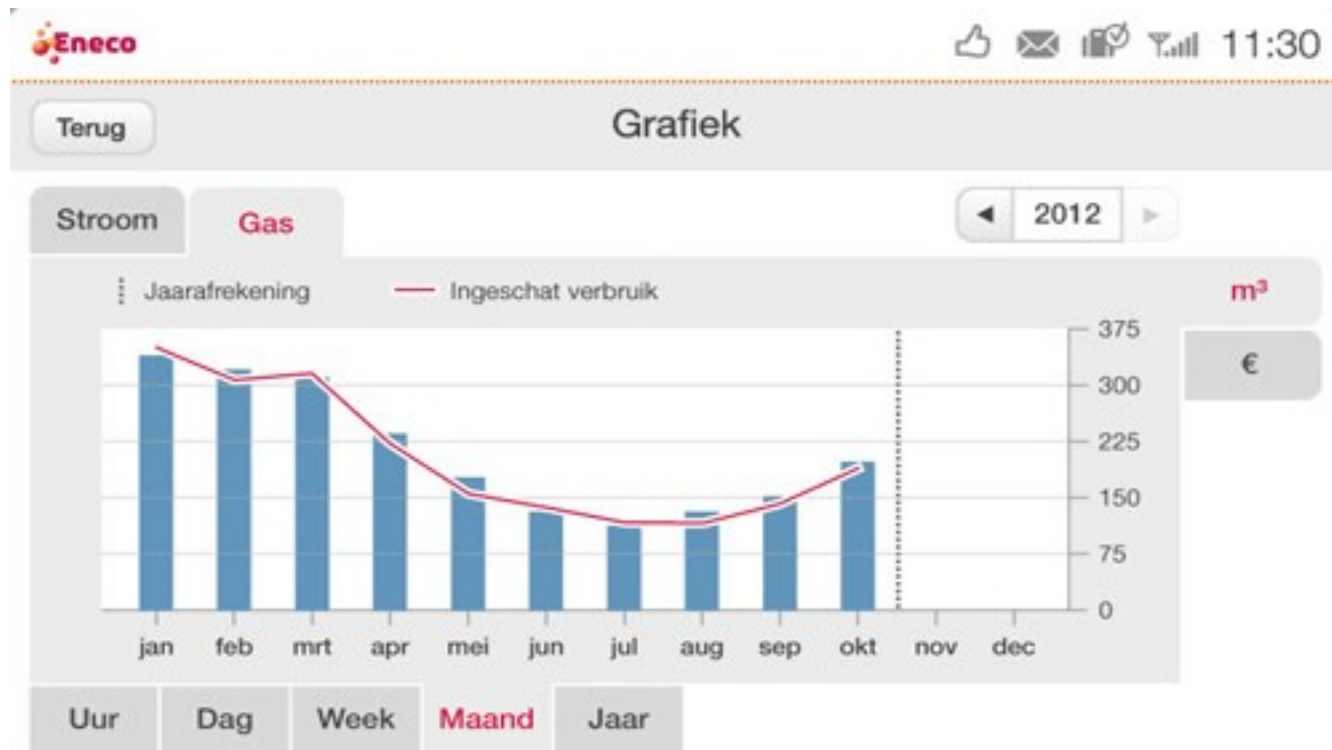 Eneco
11:30
Terug
Grafiek
Stroom
Gas
2012
Jaarafrekening
Ingeschat verbruik
m³
€
375
300
225
150
75
0
jan feb mrt apr mei jun jul aug sep okt nov dec
Uur Dag Week Maand Jaar